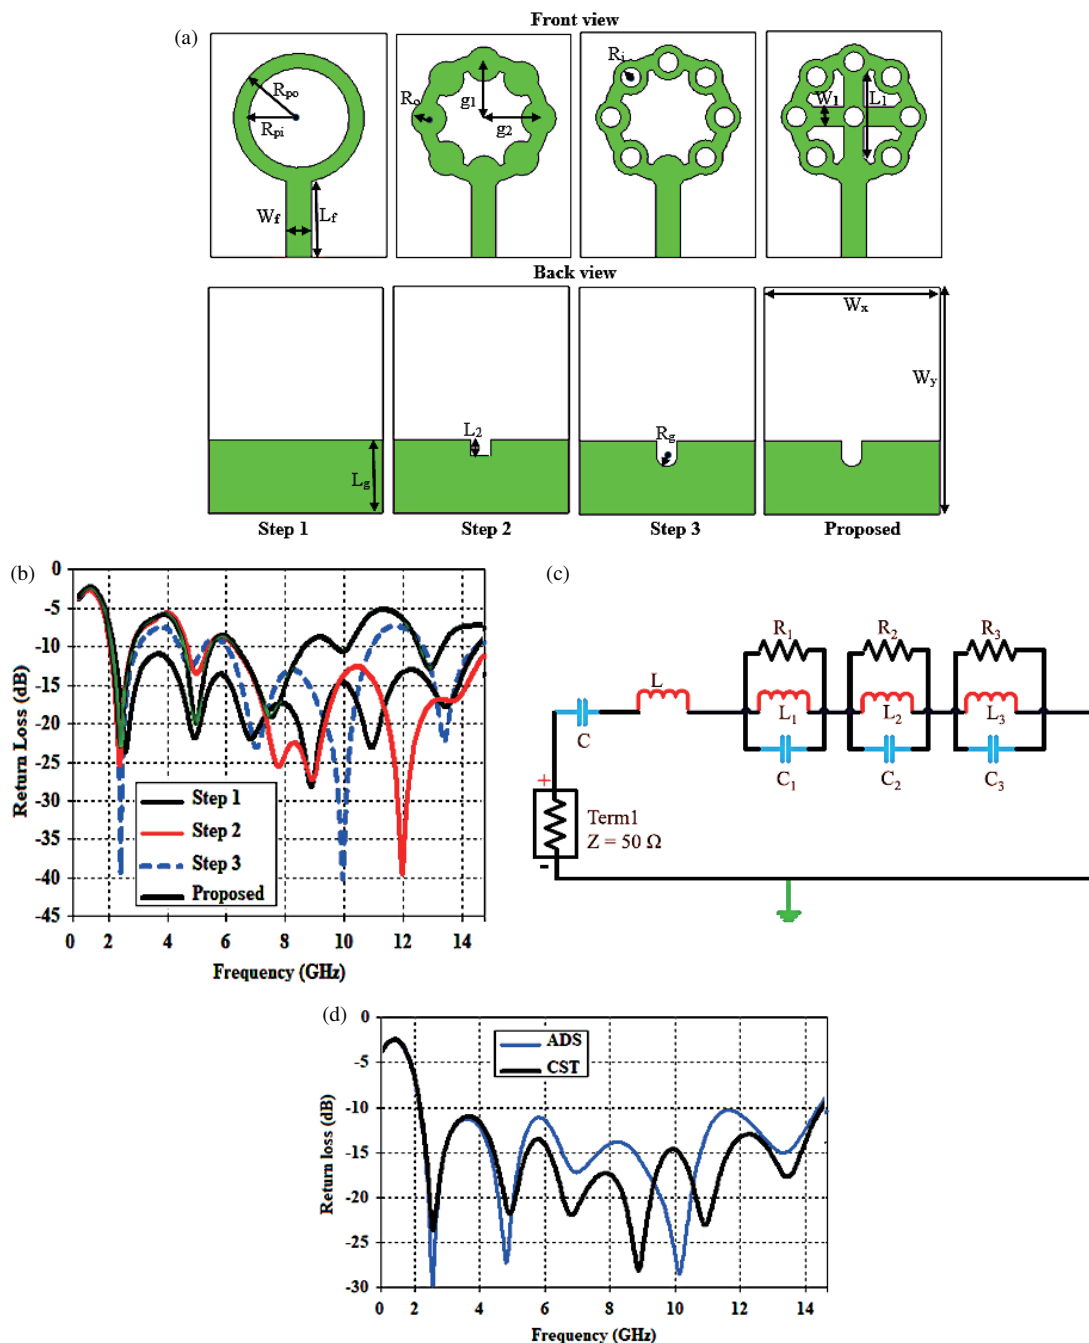 Front view
(a)
Rpo
Rpi
Wf
Lf
Ro
g1
g2
Ri
W1
L1
Back view
Lg
L2
Rg
Wx
Wy
Step 1
Step 2
Step 3
Proposed
(b)
0
-5
-10
-15
-20
-25
-30
-35
-40
-45
Return Loss (dB)
Step 1
Step 2
Step 3
Proposed
0
2
4
6
8
10
12
14
Frequency (GHz)
(c)
R1
R2
R3
L
L1
L2
L3
C
C1
C2
C3
+
Term1
Z = 50 Ω
-
(d)
0
-5
-10
-15
-20
-25
-30
Return loss (dB)
ADS
CST
0
2
4
6
8
10
12
14
Frequency (GHz)